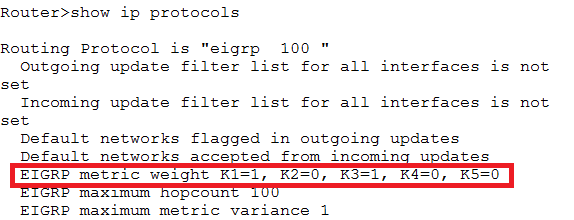 Router>show ip protocols
Routing Protocol is "eigrp  100 "
Outgoing update filter list for all interfaces is not
set
Incoming update filter list for all interfaces is not
set
Default networks flagged in outgoing updates
Default networks accepted from incoming updates
EIGRP metric weight K1=1, K2=0, K3=1, K4=0, K5=0
EIGRP maximum hopcount 100
EIGRP maximum metric variance 1